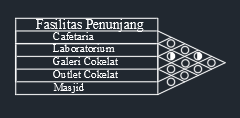 Fasilitas Penunjang
Cafetaria
Laboratorium
Galeri Cokelat
Outlet Cokelat
Masjid